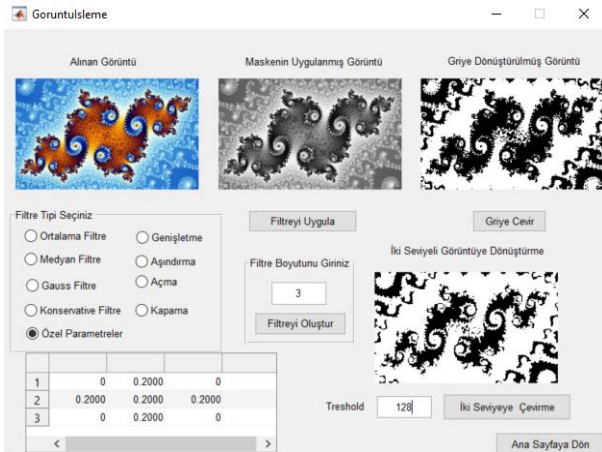 Goruntulsleme
Alınan Görüntü
Maskenin Uygulanmış Görüntü
Griye Dönüştürülmüş Görüntü
Filtre Tipi Seçiniz
Ortalama Filtre
Genişletme
Medyan Filtre
Aşındırma
Gauss Filtre
Açma
Konservative Filtre
Kapama
Özel Parametreler
Filtreyi Uygula
Griye Cevir
Filtre Boyutunu Giriniz
3
Filtreyi Oluştur
İki Seviyeli Görüntüye Dönüştürme
1 0 0.2000 0
2 0.2000 0.2000 0.2000
3 0 0.2000 0
Treshold 128 İki Seviyeye Çevirme
Ana Sayfaya Dön